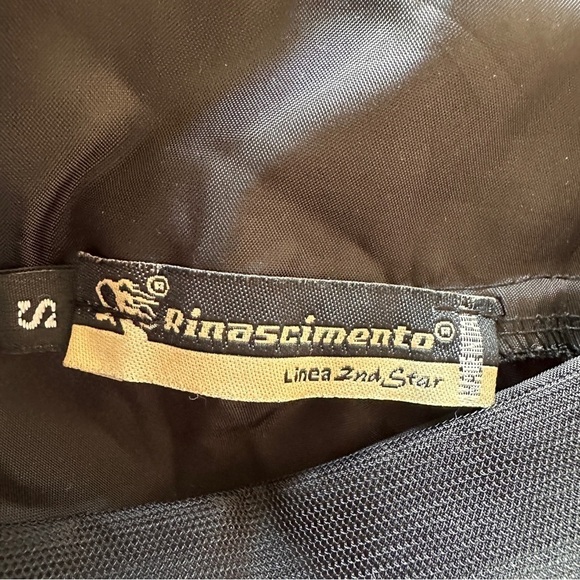 S
® Rinascimento®
Linea 2nd Star